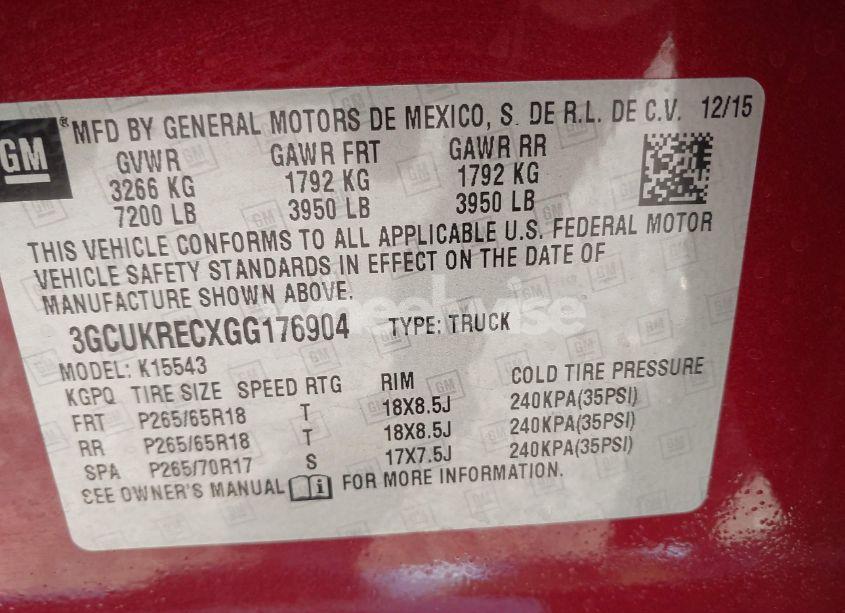 GM
®MFD BY GENERAL MOTORS DE MEXICO, S. DE R.L. DE C.V. 12/15
GVWR GAWR FRT GAWR RR
3266 KG 1792 KG 1792 KG
7200 LB 3950 LB 3950 LB
THIS VEHICLE CONFORMS TO ALL APPLICABLE U.S. FEDERAL MOTOR
VEHICLE SAFETY STANDARDS IN EFFECT ON THE DATE OF
MANUFACTURE SHOWN ABOVE.
3GCUKRECXGG176904 TYPE: TRUCK
MODEL: K15543
KGPQ TIRE SIZE SPEED RTG RIM COLD TIRE PRESSURE
FRT P265/65R18 T 18X8.5J 240KPA(35PSI)
RR P265/65R18 T 18X8.5J 240KPA(35PSI)
SPA P265/70R17 S 17X7.5J 240KPA(35PSI)
SEE OWNER'S MANUAL FOR MORE INFORMATION.